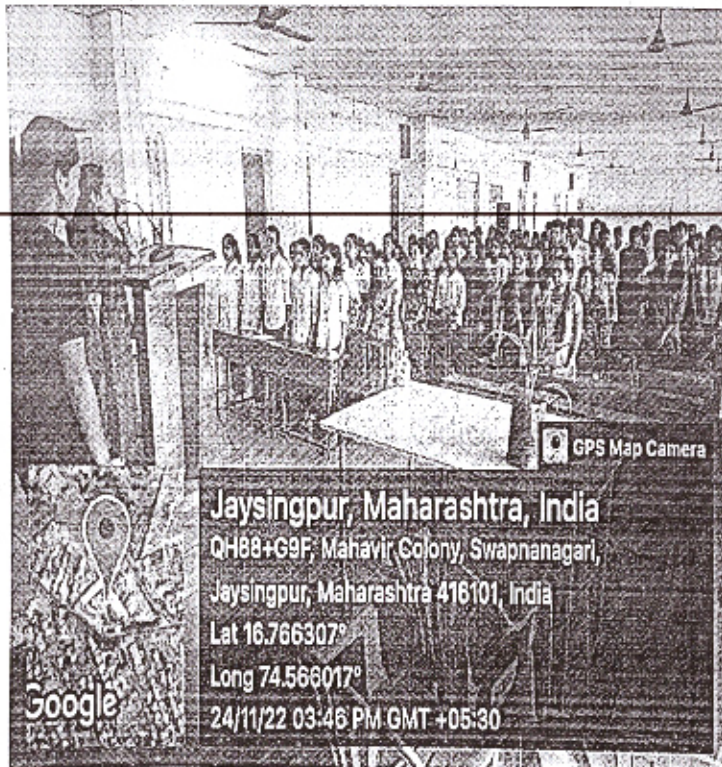 GPS Map Camera
Jaysingpur, Maharashtra, India
QH88+G9F, Mahavir Colony, Swapnanagari,
Jaysingpur, Maharashtra 416101, India
Lat 16.766307°
Long 74.566017°
24/11/22 03:46 PM GMT +05:30
Google